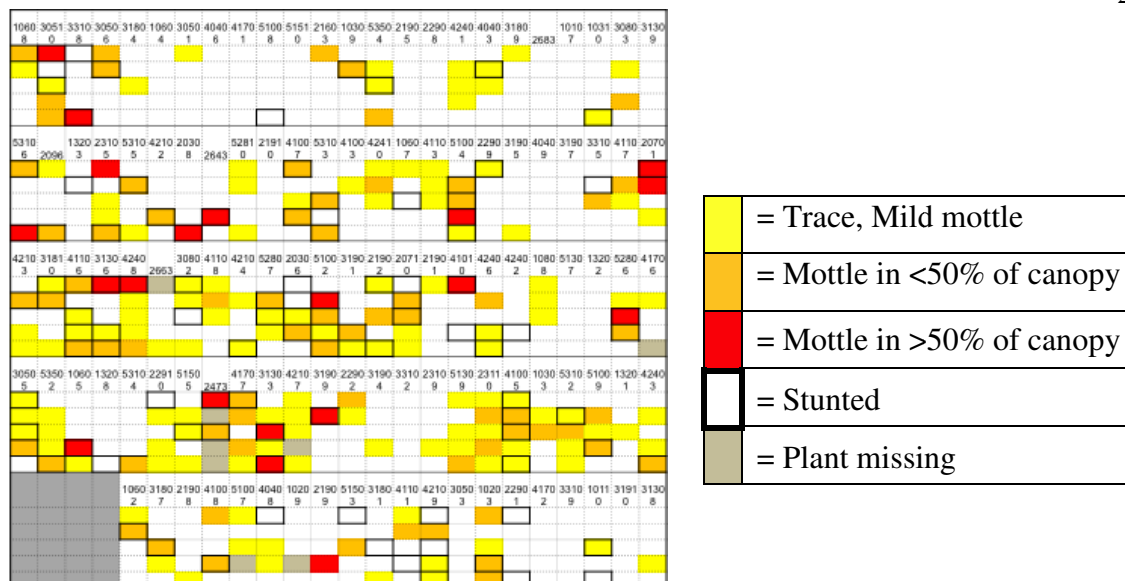 1060 3051 3310 3050 3180 1060 3050 4040 4170 5100 5151 2160 1030 5350 2190 2290 4240 4040 3180 1010 1031 3080 3130
8 0 8 6 4 4 1 6 1 8 0 3 9 4 5 8 1 3 9 2683 7 0 3 9
5310 1320 2310 5310 4210 2030 5281 2191 4100 5310 4100 4241 1060 4110 5100 2290 3190 4040 3190 3310 4110 2070
6 2096 3 5 5 2 8 2643 0 0 7 3 3 0 7 3 4 5 5 9 7 5 7 1
4210 3181 4110 3130 4240 3080 4110 4210 5280 2030 5100 3190 2190 2071 2190 4101 4240 4240 1080 5130 1320 5280 4170
3 0 6 6 8 2663 2 8 4 7 6 2 1 2 0 1 0 6 2 8 7 2 6 6
3050 5350 1060 1320 5310 2291 5150 4170 3130 4210 3190 2290 3190 3310 2310 5130 2311 4100 1030 5310 5100 1320 4240
5 2 5 8 4 0 5 2473 7 3 7 9 2 4 2 9 9 0 5 3 2 9 1 3
1060 3180 2190 4100 5100 4040 1020 2190 5150 3180 4110 4210 3050 1020 2290 4170 3310 1011 3191 3130
2 7 8 8 7 8 9 9 3 1 1 9 3 3 1 2 9 0 0 8
= Trace, Mild mottle
= Mottle in <50% of canopy
= Mottle in >50% of canopy
= Stunted
= Plant missing